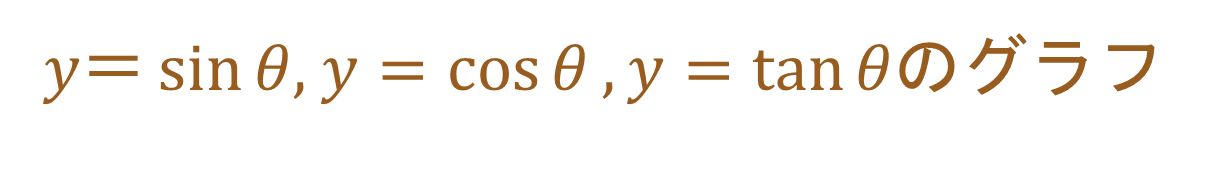 y＝ sin θ, y = cos θ , y = tan θのグラフ